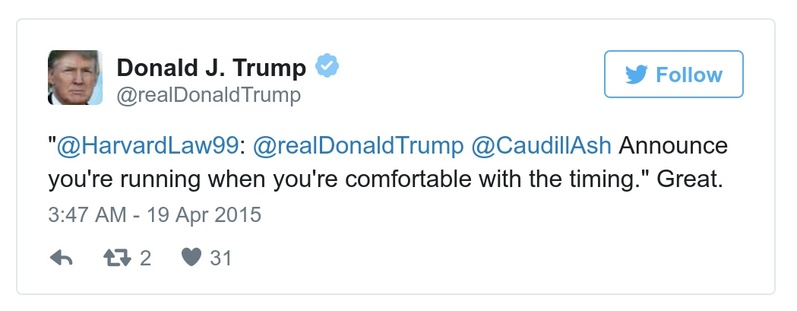 Donald J. Trump
@realDonaldTrump
Follow
"@HarvardLaw99: @realDonaldTrump @CaudillAsh Announce
you're running when you're comfortable with the timing." Great.
3:47 AM - 19 Apr 2015
2 31